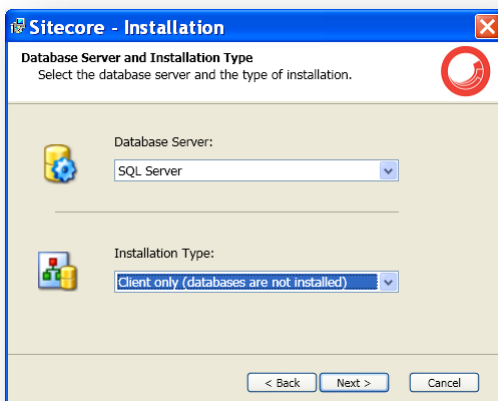 Sitecore - Installation
Database Server and Installation Type
Select the database server and the type of installation.
Database Server:
SQL Server
Installation Type:
Client only (databases are not installed)
< Back Next > Cancel